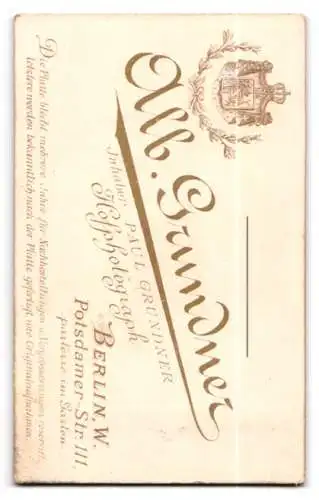 Alb. Grundner
Inhaber PAUL GRUNDNER
Hofphotograph
BERLIN, W.
Potsdamer-Str. 111,
parterre im Garten.
Die Platte bleibt mehrere Jahre für Nachbestellungen u. Vergrösserungen reservirt
letztere werden bekanntlich nach der Platte gefertigt, wie Originalaufnahmen.